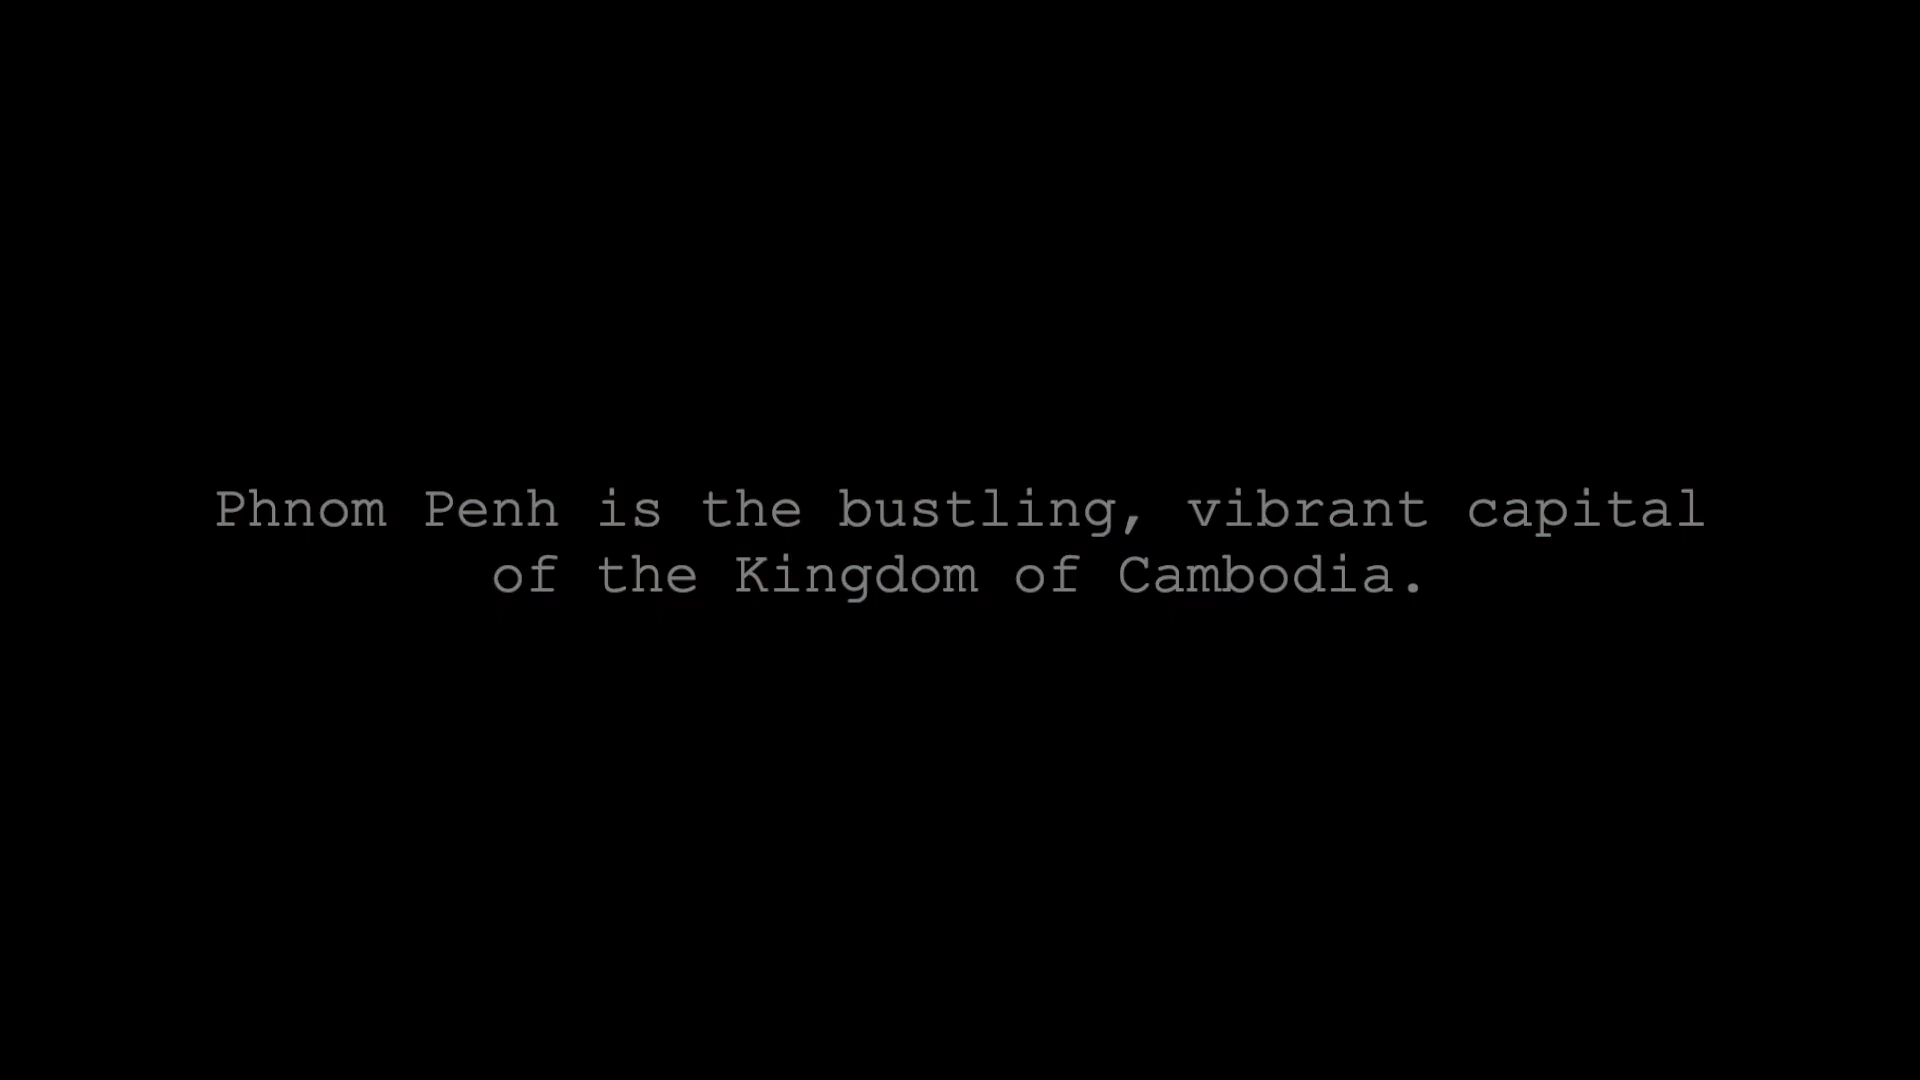 Phnom Penh is the bustling, vibrant capital
of the Kingdom of Cambodia.